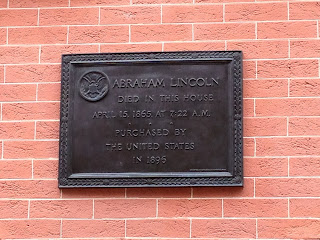 ABRAHAM LINCOLN
DIED IN THIS HOUSE
APRIL 15, 1865 AT 7:22 A.M.
PURCHASED BY
THE UNITED STATES
IN 1896